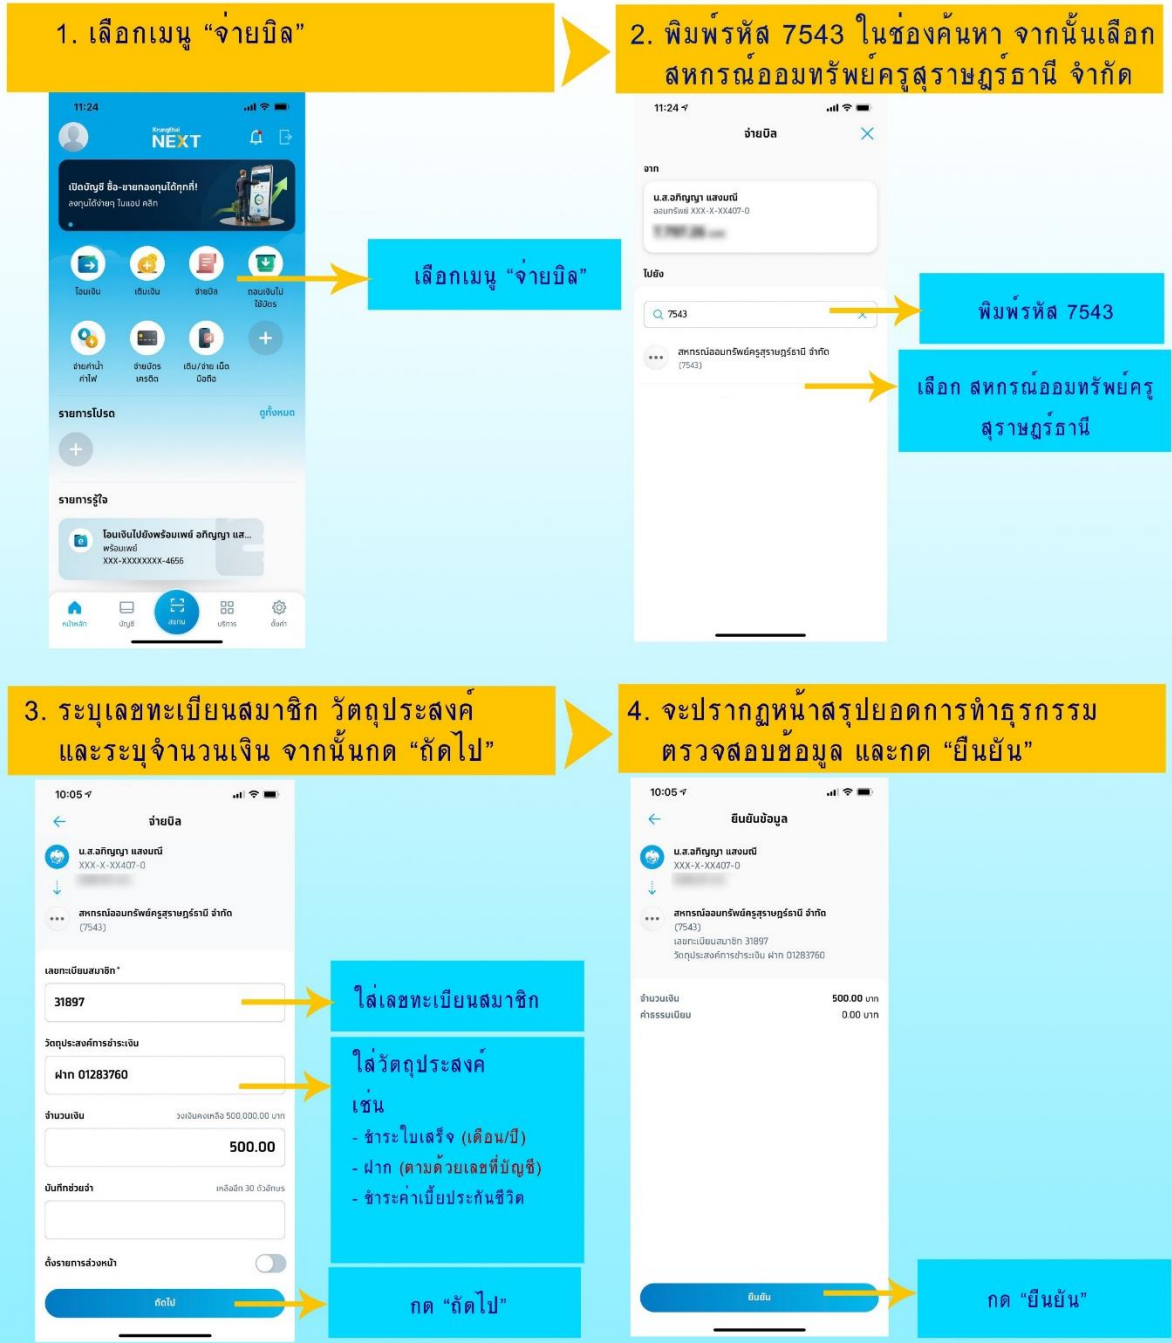 1. เลือกเมนู “จ่ายบิล”
11:24
Krungthai
NEXT
เปิดบัญชี ซื้อ-ขายกองทุนได้ทุกที่!
ลงทุนได้ง่ายๆ ในแอป คลิก
โอนเงิน
เติมเงิน
จ่ายบิล
ถอนเงินไม่
ใช้บัตร
จ่ายค่าน้ำ
ค่าไฟ
จ่ายบัตร
เครดิต
เติม/จ่าย เน็ต
มือถือ
รายการโปรด
ดูทั้งหมด
รายการรู้ใจ
โอนเงินไปยังพร้อมเพย์ อภิญญา แส...
พร้อมเพย์
XXX-XXXXXXXX-4656
หน้าหลัก
บัญชี
สแกน
บริการ
ตั้งค่า
เลือกเมนู “จ่ายบิล”
2. พิมพ์รหัส 7543 ในช่องค้นหา จากนั้นเลือก
สหกรณ์ออมทรัพย์ครูสุราษฎร์ธานี จำกัด
11:24
จ่ายบิล
จาก
น.ส.อภิญญา แสงมณี
ออมทรัพย์ XXX-X-XX407-0
ไปยัง
7543
สหกรณ์ออมทรัพย์ครูสุราษฎร์ธานี จำกัด
(7543)
พิมพ์รหัส 7543
เลือก สหกรณ์ออมทรัพย์ครู
สุราษฎร์ธานี
3. ระบุเลขทะเบียนสมาชิก วัตถุประสงค์
และระบุจำนวนเงิน จากนั้นกด “ถัดไป”
10:05
จ่ายบิล
น.ส.อภิญญา แสงมณี
XXX-X-XX407-0
สหกรณ์ออมทรัพย์ครูสุราษฎร์ธานี จำกัด
(7543)
เลขทะเบียนสมาชิก*
31897
วัตถุประสงค์การชำระเงิน
ฝาก 01283760
จำนวนเงิน
วงเงินคงเหลือ 500,000.00 บาท
500.00
บันทึกช่วยจำ
เหลืออีก 30 ตัวอักษร
ตั้งรายการล่วงหน้า
ถัดไป
ใส่เลขทะเบียนสมาชิก
ใส่วัตถุประสงค์
เช่น
- ชำระใบเสร็จ (เดือน/ปี)
- ฝาก (ตามด้วยเลขที่บัญชี)
- ชำระค่าเบี้ยประกันชีวิต
กด “ถัดไป”
4. จะปรากฏหน้าสรุปยอดการทำธุรกรรม
ตรวจสอบข้อมูล และกด “ยืนยัน”
10:05
ยืนยันข้อมูล
น.ส.อภิญญา แสงมณี
XXX-X-XX407-0
สหกรณ์ออมทรัพย์ครูสุราษฎร์ธานี จำกัด
(7543)
เลขทะเบียนสมาชิก 31897
วัตถุประสงค์การชำระเงิน ฝาก 01283760
จำนวนเงิน
500.00 บาท
ค่าธรรมเนียม
0.00 บาท
ยืนยัน
กด “ยืนยัน”